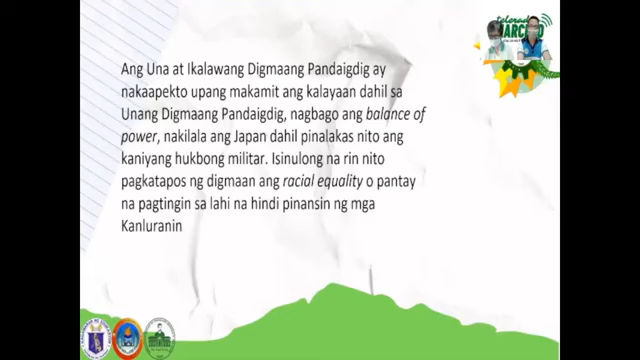 Ang Una at Ikalawang Digmaang Pandaigdig ay
nakaapekto upang makamit ang kalayaan dahil sa
Unang Digmaang Pandaigdig, nagbago ang balance of
power, nakilala ang Japan dahil pinalakas nito ang
kaniyang hukbong militar. Isinulong na rin nito
pagkatapos ng digmaan ang racial equality o pantay
na pagtingin sa lahi na hindi pinansin ng mga
Kanluranin